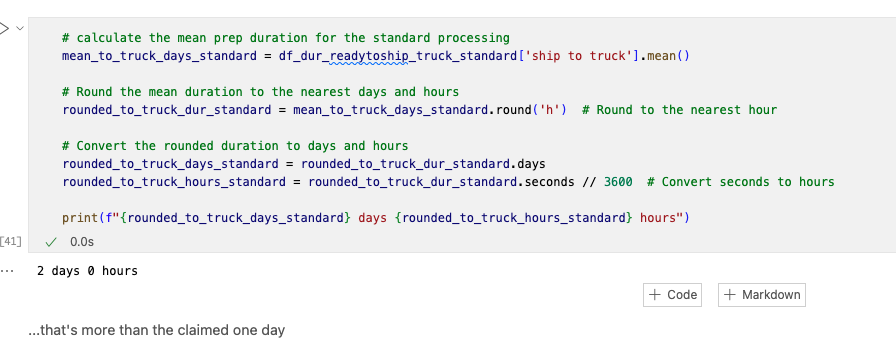 # calculate the mean prep duration for the standard processing
mean_to_truck_days_standard = df_dur_readytoship_truck_standard['ship to truck'].mean()
# Round the mean duration to the nearest days and hours
rounded_to_truck_dur_standard = mean_to_truck_days_standard.round('h')  # Round to the nearest hour
# Convert the rounded duration to days and hours
rounded_to_truck_days_standard = rounded_to_truck_dur_standard.days
rounded_to_truck_hours_standard = rounded_to_truck_dur_standard.seconds // 3600  # Convert seconds to hours
print(f"{rounded_to_truck_days_standard} days {rounded_to_truck_hours_standard} hours")
[41] ✓ 0.0s
... 2 days 0 hours
+ Code + Markdown
...that's more than the claimed one day